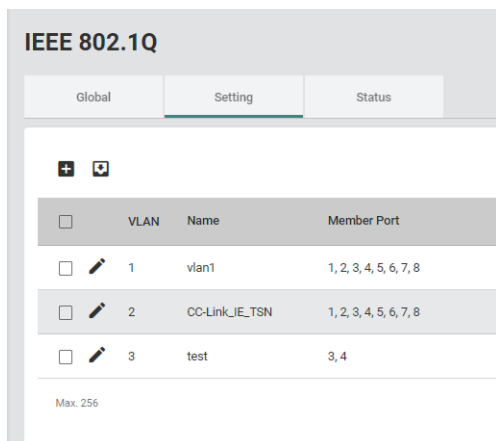 IEEE 802.1Q
Global Setting Status
VLAN Name Member Port
1 vlan1 1, 2, 3, 4, 5, 6, 7, 8
2 CC-Link_IE_TSN 1, 2, 3, 4, 5, 6, 7, 8
3 test 3, 4
Max. 256